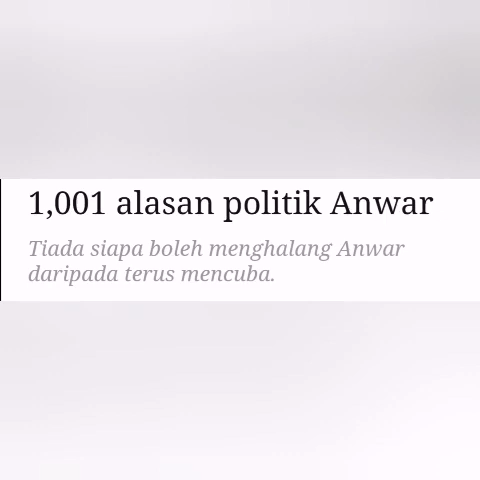 1,001 alasan politik Anwar
Tiada siapa boleh menghalang Anwar
daripada terus mencuba.